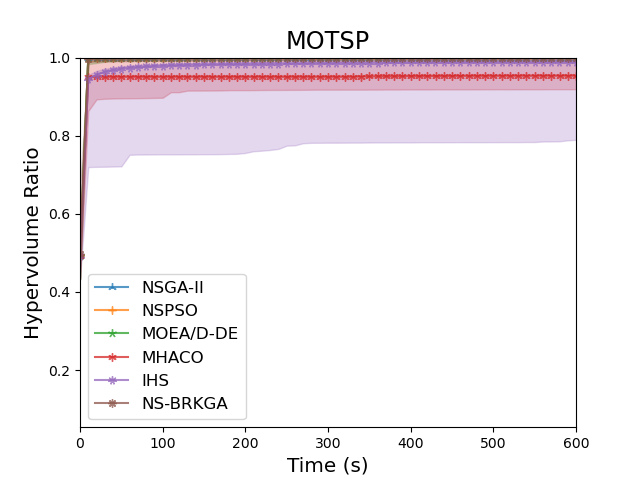 MOTSP
Hypervolume Ratio
1.0
0.8
0.6
0.4
0.2
NSGA-II
NSPSO
MOEA/D-DE
MHACO
IHS
NS-BRKGA
0 100 200 300 400 500 600
Time (s)